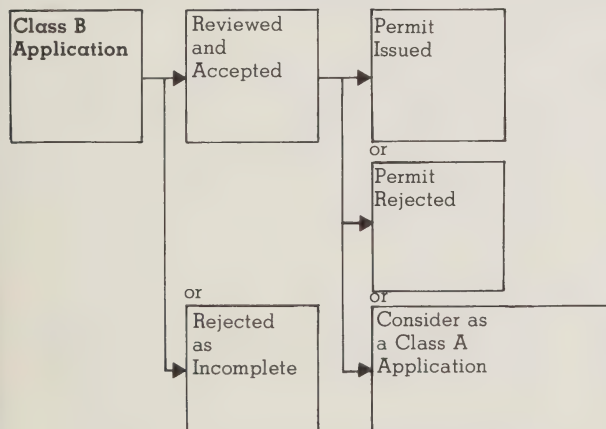 Class B
Application
Reviewed
and
Accepted
Permit
Issued
or
Permit
Rejected
or
Rejected
as
Incomplete
or
Consider as
a Class A
Application